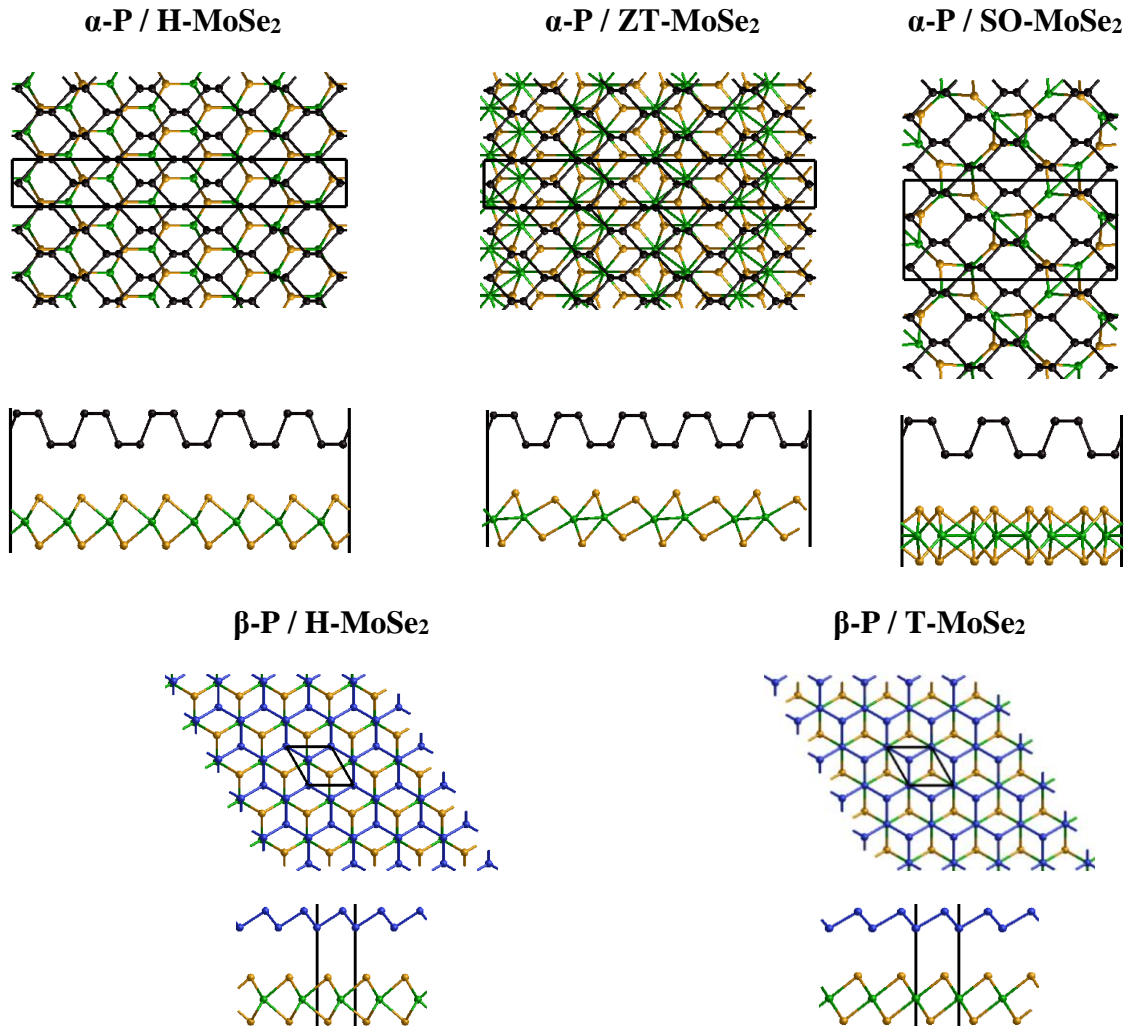 α-P / H-MoSe₂
α-P / ZT-MoSe₂
α-P / SO-MoSe₂
β-P / H-MoSe₂
β-P / T-MoSe₂